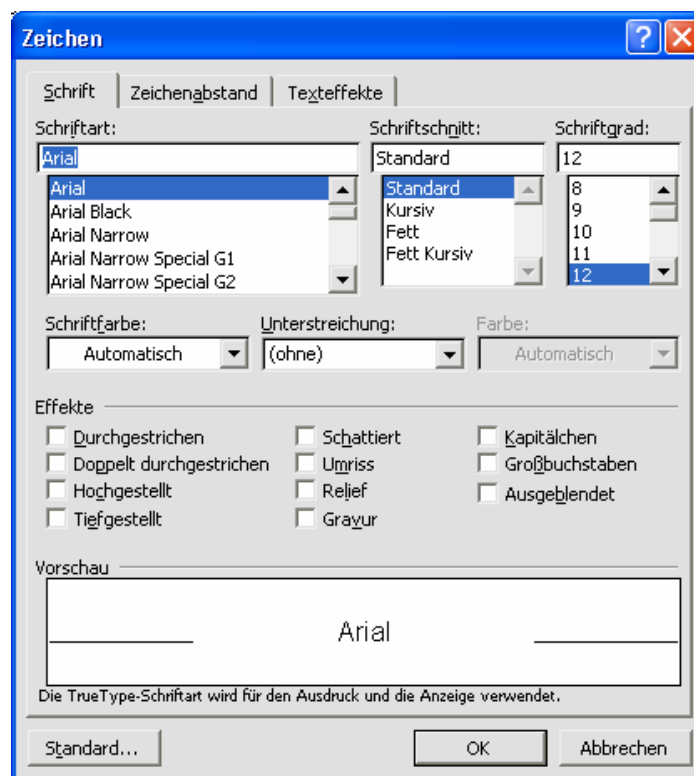 Zeichen
Schrift Zeichenabstand Texteffekte
Schriftart: Schriftschnitt: Schriftgrad:
Arial Standard 12
Arial Standard 8
Arial Black Kursiv 9
Arial Narrow Fett 10
Arial Narrow Special G1 Fett Kursiv 11
Arial Narrow Special G2 12
Schriftfarbe: Unterstreichung: Farbe:
Automatisch (ohne) Automatisch
Effekte
Durchgestrichen Schattiert Kapitälchen
Doppelt durchgestrichen Umriss Großbuchstaben
Hochgestellt Relief Ausgeblendet
Tiefgestellt Gravur
Vorschau
Arial
Die TrueType-Schriftart wird für den Ausdruck und die Anzeige verwendet.
Standard... OK Abbrechen